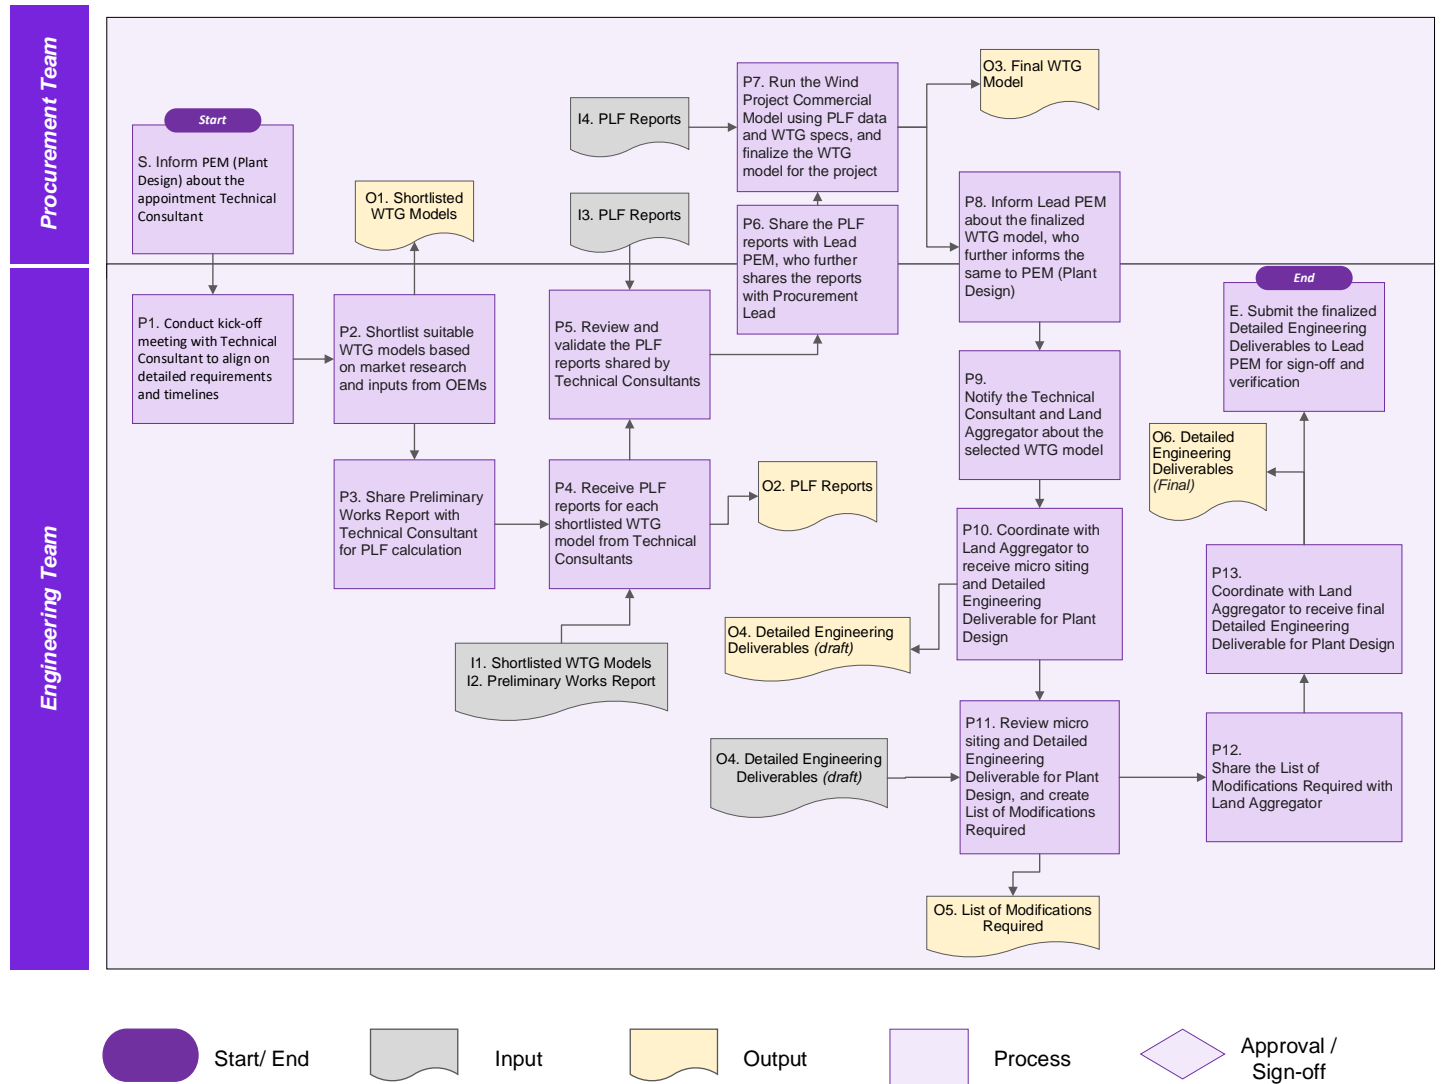 Procurement Team
Engineering Team
Start
S. Inform PEM (Plant
Design) about the
appointment Technical
Consultant
O1. Shortlisted
WTG Models
I4. PLF Reports
I3. PLF Reports
P7. Run the Wind
Project Commercial
Model using PLF data
and WTG specs, and
finalize the WTG
model for the project
O3. Final WTG
Model
P6. Share the PLF
reports with Lead
PEM, who further
shares the reports
with Procurement
Lead
P8. Inform Lead PEM
about the finalized
WTG model, who
further informs the
same to PEM (Plant
Design)
P1. Conduct kick-off
meeting with Technical
Consultant to align on
detailed requirements
and timelines
P2. Shortlist suitable
WTG models based
on market research
and inputs from OEMs
P5. Review and
validate the PLF
reports shared by
Technical Consultants
End
E. Submit the finalized
Detailed Engineering
Deliverables to Lead
PEM for sign-off and
verification
P9.
Notify the Technical
Consultant and Land
Aggregator about the
selected WTG model
O6. Detailed
Engineering
Deliverables
(Final)
P3. Share Preliminary
Works Report with
Technical Consultant
for PLF calculation
P4. Receive PLF
reports for each
shortlisted WTG
model from Technical
Consultants
O2. PLF Reports
P10. Coordinate with
Land Aggregator to
receive micro siting
and Detailed
Engineering
Deliverable for Plant
Design
P13.
Coordinate with Land
Aggregator to receive final
Detailed Engineering
Deliverable for Plant Design
I1. Shortlisted WTG Models
I2. Preliminary Works Report
O4. Detailed Engineering
Deliverables (draft)
O4. Detailed Engineering
Deliverables (draft)
P11. Review micro
siting and Detailed
Engineering
Deliverable for Plant
Design, and create
List of Modifications
Required
P12.
Share the List of
Modifications Required with
Land Aggregator
O5. List of Modifications
Required
Start/ End
Input
Output
Process
Approval /
Sign-off